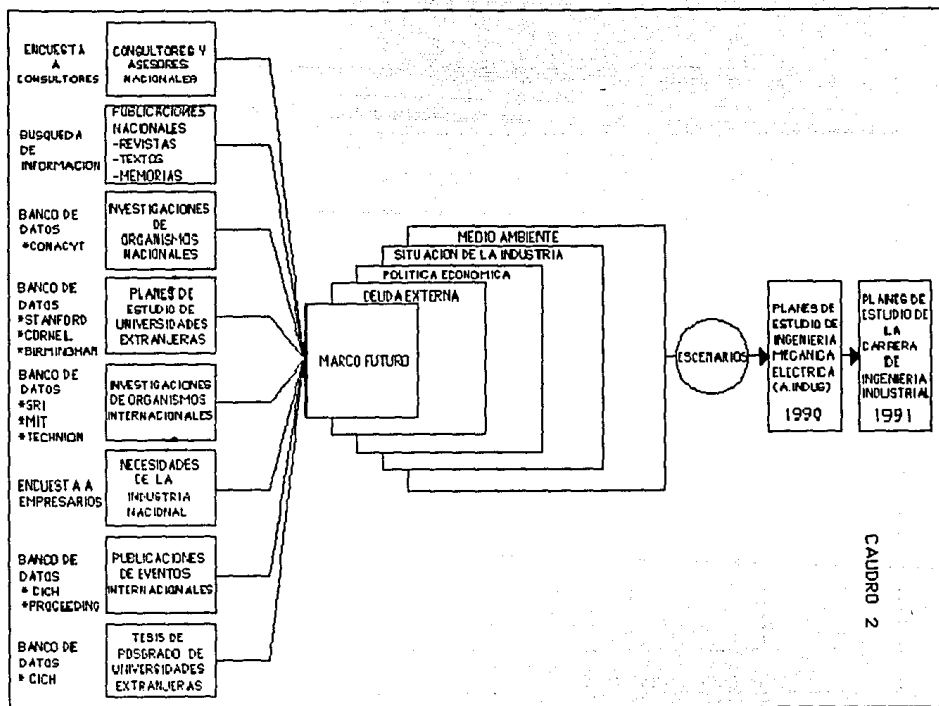 ENCUESTA
A
CONSULTORES
CONSULTORES Y
ASESORES
NACIONALES
BUSQUEDA
DE
INFORMACION
PUBLICACIONES
NACIONALES
-REVISTAS
-TEXTOS
-MEMORIAS
BANCO DE
DATOS
*CONACYT
INVESTIGACIONES
DE
ORGANISMOS
NACIONALES
BANCO DE
DATOS
*STANFORD
*CORNEL
*BIRMINGHAM
PLANES DE
ESTUDIO DE
UNIVERSIDADES
EXTRANJERAS
BANCO DE
DATOS
*SRI
*MIT
*TECHNION
INVESTIGACIONES
DE ORGANISMOS
INTERNACIONALES
ENCUESTA A
EMPRESARIOS
NECESIDADES
DE LA
INDUSTRIA
NACIONAL
BANCO DE
DATOS
* CICH
*PROCEEDING
PUBLICACIONES
DE EVENTOS
INTERNACIONALES
BANCO DE
DATOS
* CICH
TESIS DE
POSGRADO DE
UNIVERSIDADES
EXTRANJERAS
MEDIO AMBIENTE
SITUACION DE LA INDUSTRIA
POLITICA ECONOMICA
DEUDA EXTERNA
MARCO FUTURO
ESCENARIOS
PLANES DE
ESTUDIO DE
INGENIERIA
MECANICA
ELECTRICA
(A.INDUS)
1990
PLANES DE
ESTUDIO DE
LA
CARRERA
DE
INGENIERIA
INDUSTRIAL
1991
CAUDRO 2